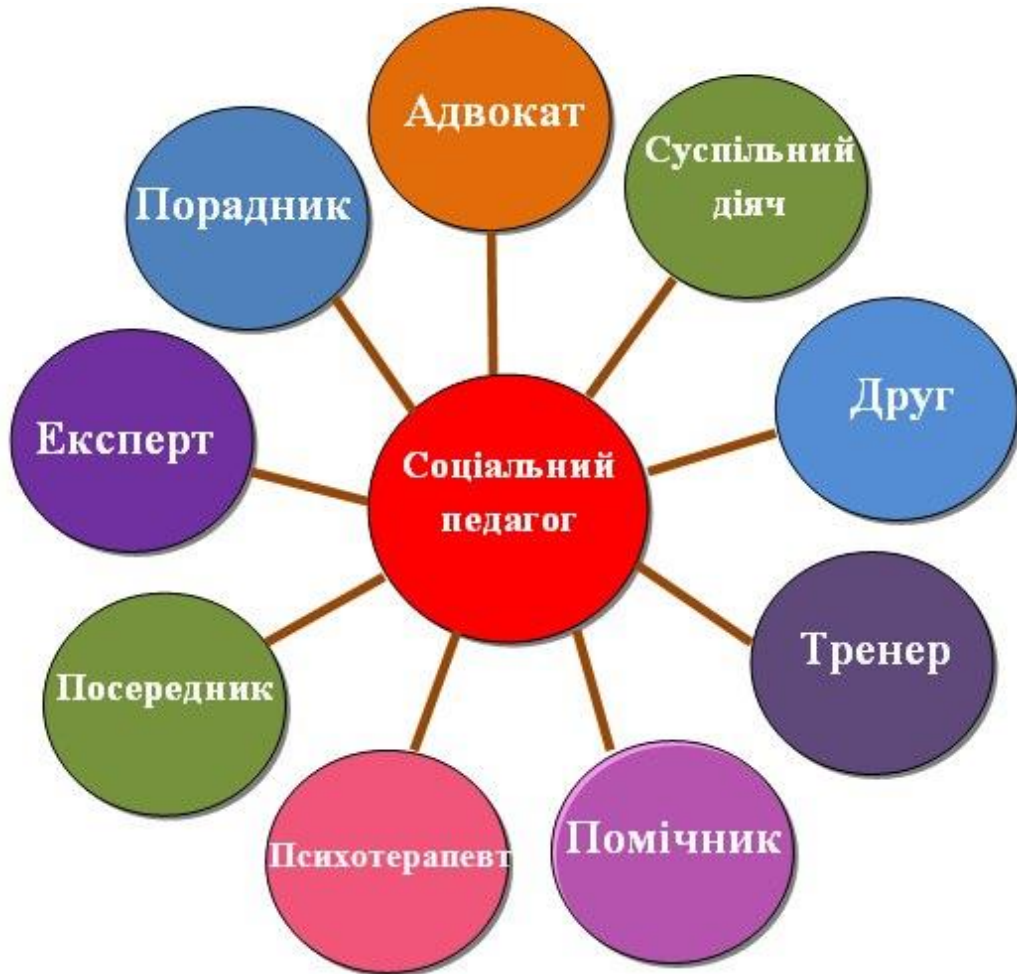 Адвокат
Суспільний
діяч
Порадник
Друг
Експерт
Соціальний
педагог
Тренер
Посередник
Помічник
Психотерапевт